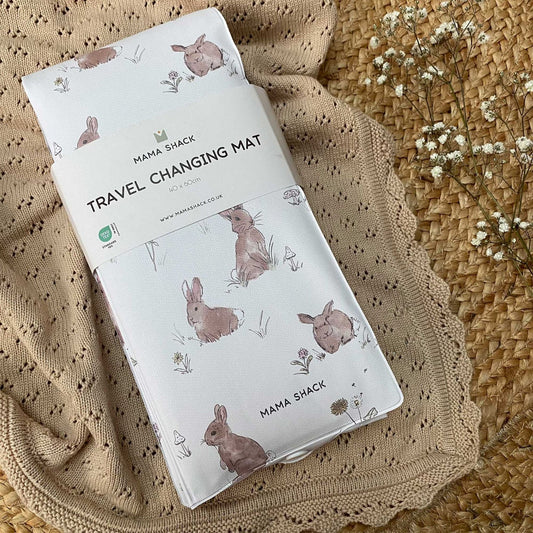 MAMA SHACK
TRAVEL CHANGING MAT
40 x 60cm
WWW.MAMASHACK.CO.UK
MAMA SHACK